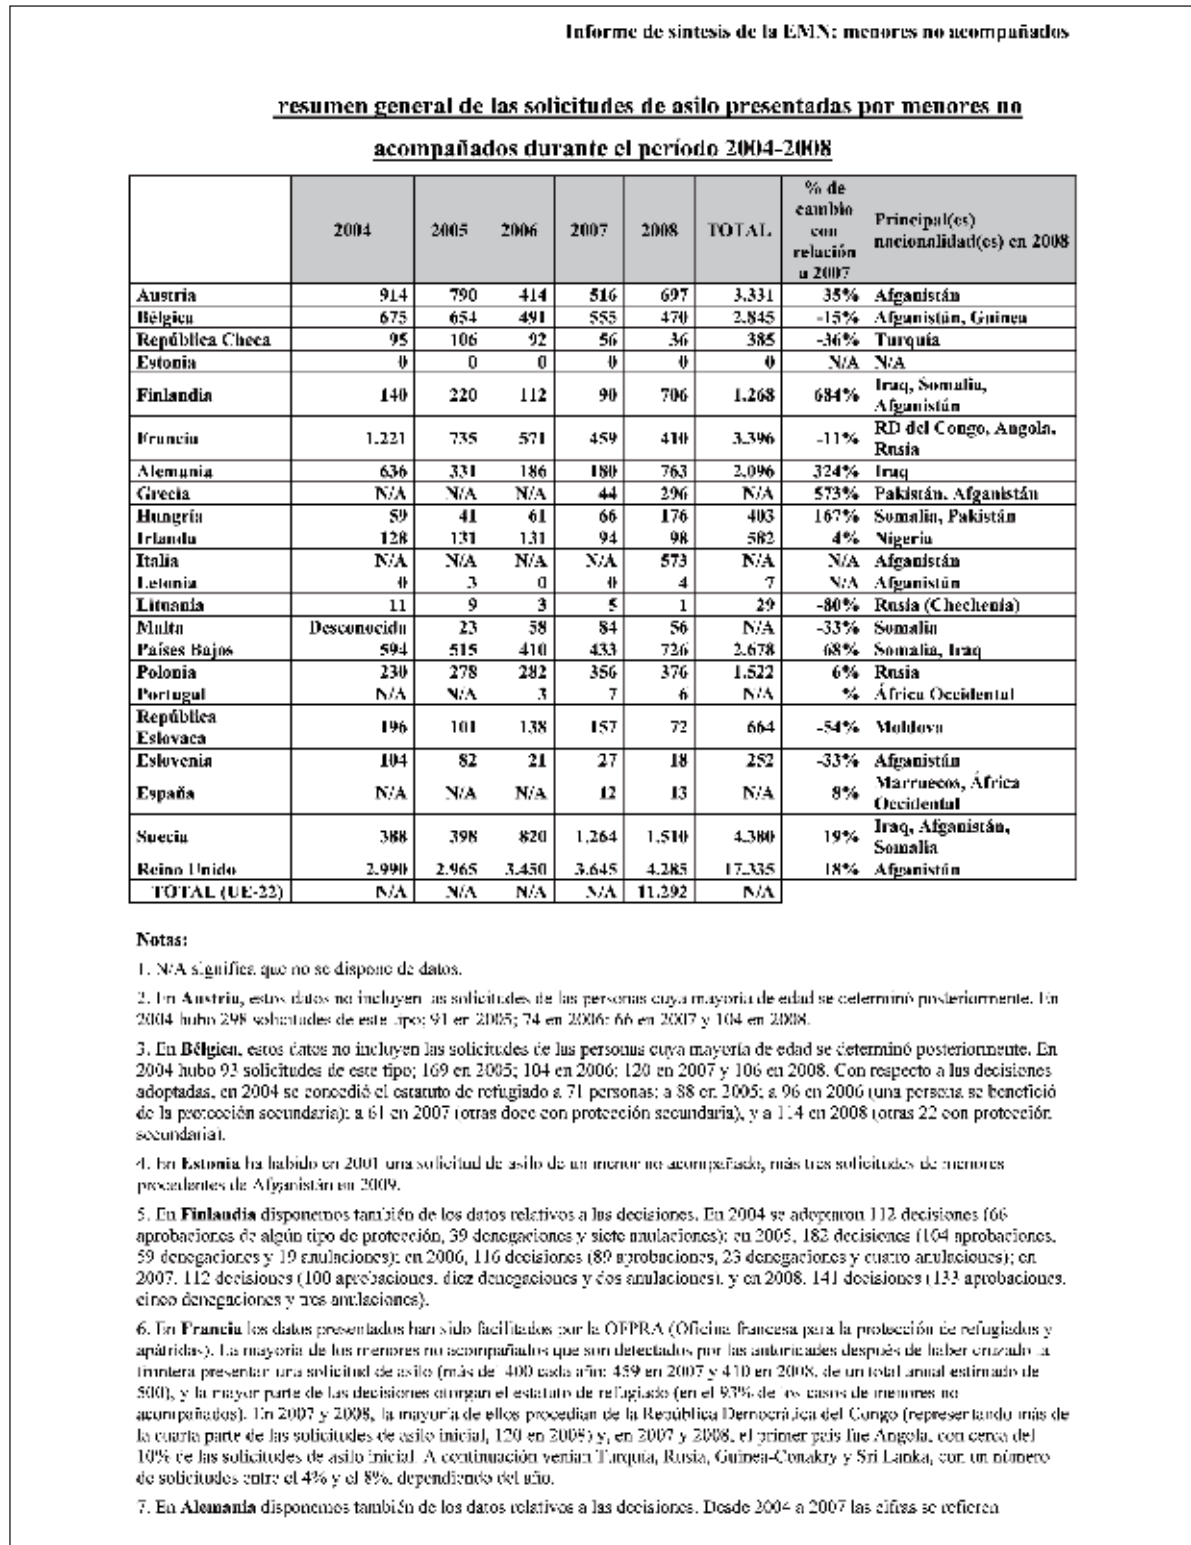 Informe de síntesis de la EMN: menores no acompañados
resumen general de las solicitudes de asilo presentadas por menores no
acompañados durante el período 2004-2008
2004 2005 2006 2007 2008 TOTAL % de cambio con relación a 2007 Principal(es) nacionalidad(es) en 2008
Austria 914 790 414 516 697 3.331 35% Afganistán
Bélgica 675 654 491 555 470 2.845 -15% Afganistán, Guinea
República Checa 95 106 92 56 36 385 -36% Turquía
Estonia 0 0 0 0 0 0 N/A N/A
Finlandia 140 220 112 90 706 1.268 684% Iraq, Somalia, Afganistán
Francia 1.221 735 571 459 410 3.396 -11% RD del Congo, Angola, Rusia
Alemania 636 331 186 180 763 2.096 324% Iraq
Grecia N/A N/A N/A 44 296 N/A 573% Pakistán, Afganistán
Hungría 59 41 61 66 176 403 167% Somalia, Pakistán
Irlanda 128 131 131 94 98 582 4% Nigeria
Italia N/A N/A N/A N/A 573 N/A N/A Afganistán
Letonia 0 3 0 0 4 7 N/A Afganistán
Lituania 11 9 3 5 1 29 -80% Rusia (Chechenia)
Malta Desconocida 23 58 84 56 N/A -33% Somalia
Países Bajos 594 515 410 433 726 2.678 68% Somalia, Iraq
Polonia 230 278 282 356 376 1.522 6% Rusia
Portugal N/A N/A 3 7 6 N/A % África Occidental
República Eslovaca 196 101 138 157 72 664 -54% Moldova
Eslovenia 104 82 21 27 18 252 -33% Afganistán
España N/A N/A N/A 12 13 N/A 8% Marruecos, África Occidental
Suecia 388 398 820 1,264 1.510 4.380 19% Iraq, Afganistán, Somalia
Reino Unido 2.990 2.965 3.450 3.645 4.285 17.335 18% Afganistán
TOTAL (UE-22) N/A N/A N/A N/A 11.292 N/A
Notas:
1. N/A significa que no se dispone de datos.
2. En Austria, estos datos no incluyen las solicitudes de las personas cuya mayoría de edad se determinó posteriormente. En
2004 hubo 298 solicitudes de este tipo; 91 en 2005; 74 en 2006; 66 en 2007 y 104 en 2008.
3. En Bélgica, estos datos no incluyen las solicitudes de las personas cuya mayoría de edad se determinó posteriormente. En
2004 hubo 93 solicitudes de este tipo; 169 en 2005; 104 en 2006; 120 en 2007 y 106 en 2008. Con respecto a las decisiones
adoptadas, en 2004 se concedió el estatuto de refugiado a 71 personas; a 88 en 2005; a 96 en 2006 (una persona se benefició
de la protección secundaria); a 61 en 2007 (otras doce con protección secundaria), y a 114 en 2008 (otras 22 con protección
secundaria).
4. En Estonia ha habido en 2001 una solicitud de asilo de un menor no acompañado, más tres solicitudes de menores
procedentes de Afganistán en 2009.
5. En Finlandia disponemos también de los datos relativos a las decisiones. En 2004 se adoptaron 112 decisiones (66
aprobaciones de algún tipo de protección, 39 denegaciones y siete anulaciones); en 2005, 182 decisiones (104 aprobaciones,
59 denegaciones y 19 anulaciones); en 2006, 116 decisiones (89 aprobaciones, 23 denegaciones y cuatro anulaciones); en
2007, 112 decisiones (100 aprobaciones, diez denegaciones y dos anulaciones), y en 2008, 141 decisiones (133 aprobaciones,
cinco denegaciones y tres anulaciones).
6. En Francia los datos presentados han sido facilitados por la OFPRA (Oficina francesa para la protección de refugiados y
apátridas). La mayoría de los menores no acompañados que son detectados por las autoridades después de haber cruzado la
frontera presentan una solicitud de asilo (más del 400 cada año: 459 en 2007 y 410 en 2008, de un total anual estimado de
500), y la mayor parte de las decisiones otorgan el estatuto de refugiado (en el 93% de los casos de menores no
acompañados). En 2007 y 2008, la mayoría de ellos procedían de la República Democrática del Congo (representando más de
la cuarta parte de las solicitudes de asilo inicial, 120 en 2008) y, en 2007 y 2008, el primer país fue Angola, con cerca del
10% de las solicitudes de asilo inicial. A continuación venían Turquía, Rusia, Guinea-Conakry y Sri Lanka, con un número
de solicitudes entre el 4% y el 8%, dependiendo del año.
7. En Alemania disponemos también de los datos relativos a las decisiones. Desde 2004 a 2007 las cifras se refieren